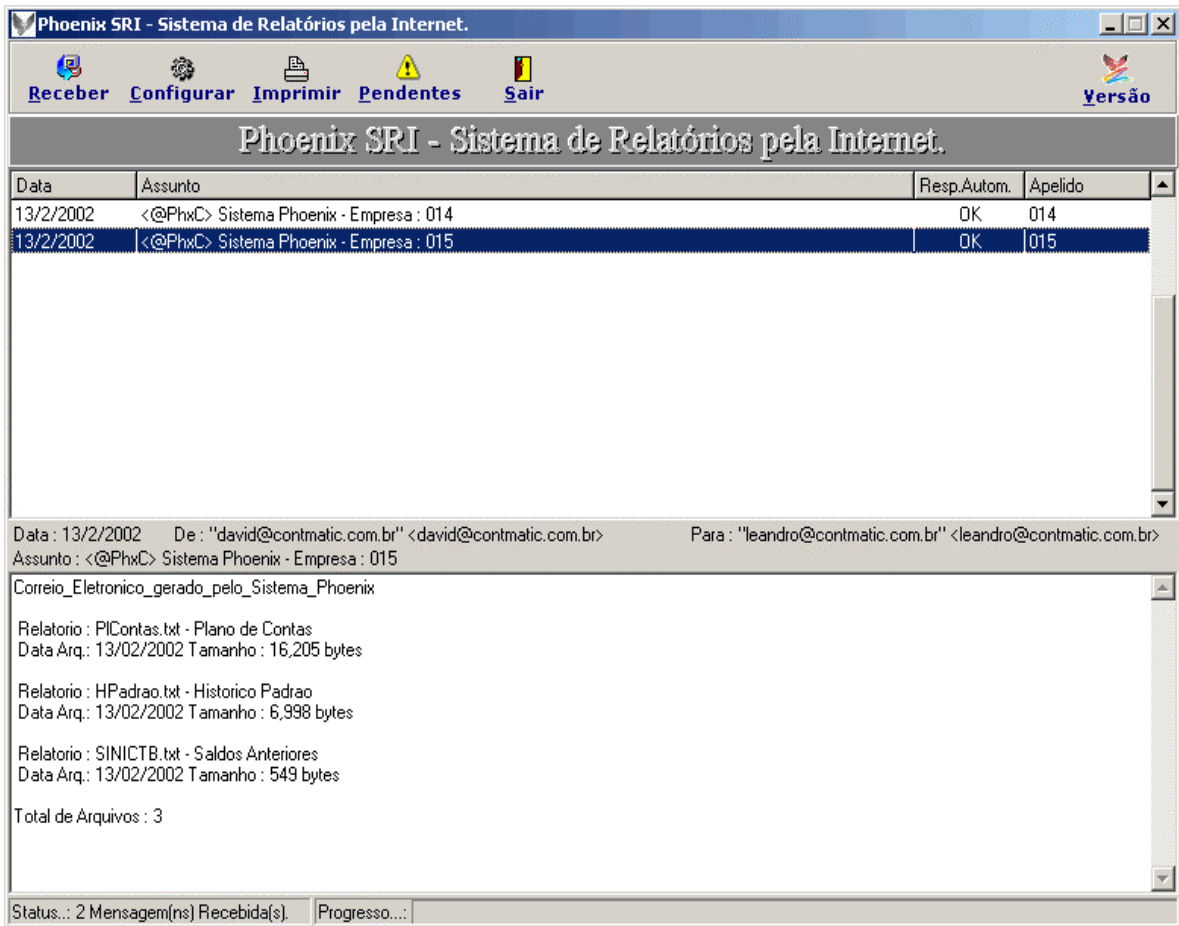 Phoenix SRI - Sistema de Relatórios pela Internet.
Receber Configurar Imprimir Pendentes Sair Versão
Phoenix SRI - Sistema de Relatórios pela Internet.
Data Assunto Resp.Autom. Apelido
13/2/2002 <@PhxC> Sistema Phoenix - Empresa : 014 OK 014
13/2/2002 <@PhxC> Sistema Phoenix - Empresa : 015 OK 015
Data : 13/2/2002 De : "david@contmatic.com.br" <david@contmatic.com.br> Para : "leandro@contmatic.com.br" <leandro@contmatic.com.br>
Assunto : <@PhxC> Sistema Phoenix - Empresa : 015
Correio_Eletronico_gerado_pelo_Sistema_Phoenix
Relatorio : PlContas.txt - Plano de Contas
Data Arq.: 13/02/2002 Tamanho : 16,205 bytes
Relatorio : HPadrao.txt - Historico Padrao
Data Arq.: 13/02/2002 Tamanho : 6,998 bytes
Relatorio : SINICTB.txt - Saldos Anteriores
Data Arq.: 13/02/2002 Tamanho : 549 bytes
Total de Arquivos : 3
Status..: 2 Mensagem(ns) Recebida(s). Progresso...: